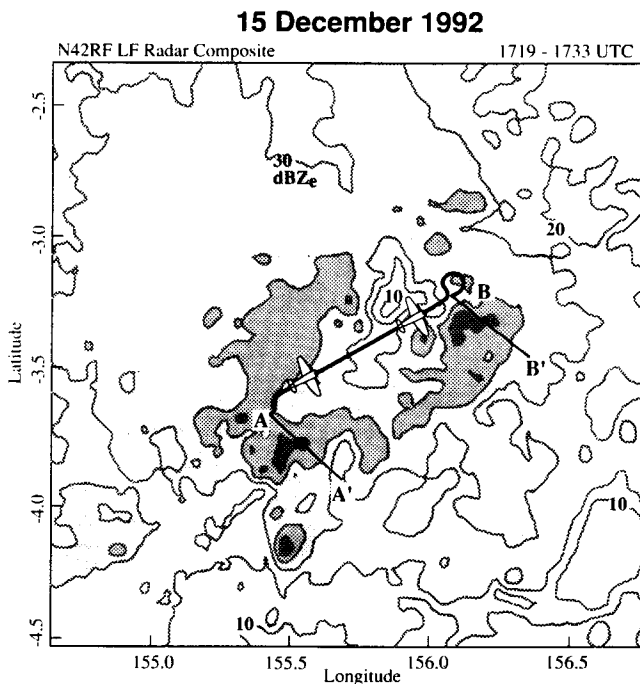 15 December 1992
N42RF LF Radar Composite 1719 - 1733 UTC
-2.5
30
dBZe
-3.0
20
10
B
Latitude
-3.5
B'
A
A'
-4.0
10
10
-4.5
155.0 155.5 156.0 156.5
Longitude